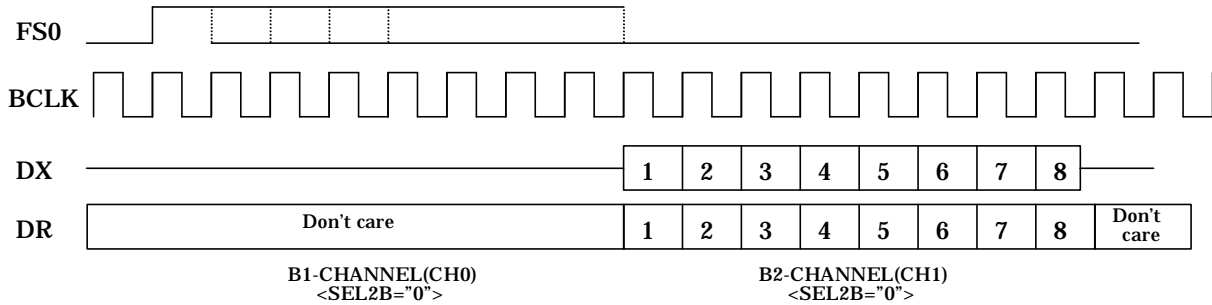 FS0
BCLK
DX 1 2 3 4 5 6 7 8
DR Don't care 1 2 3 4 5 6 7 8 Don't care
B1-CHANNEL(CH0) B2-CHANNEL(CH1)
<SEL2B="0"> <SEL2B="0">